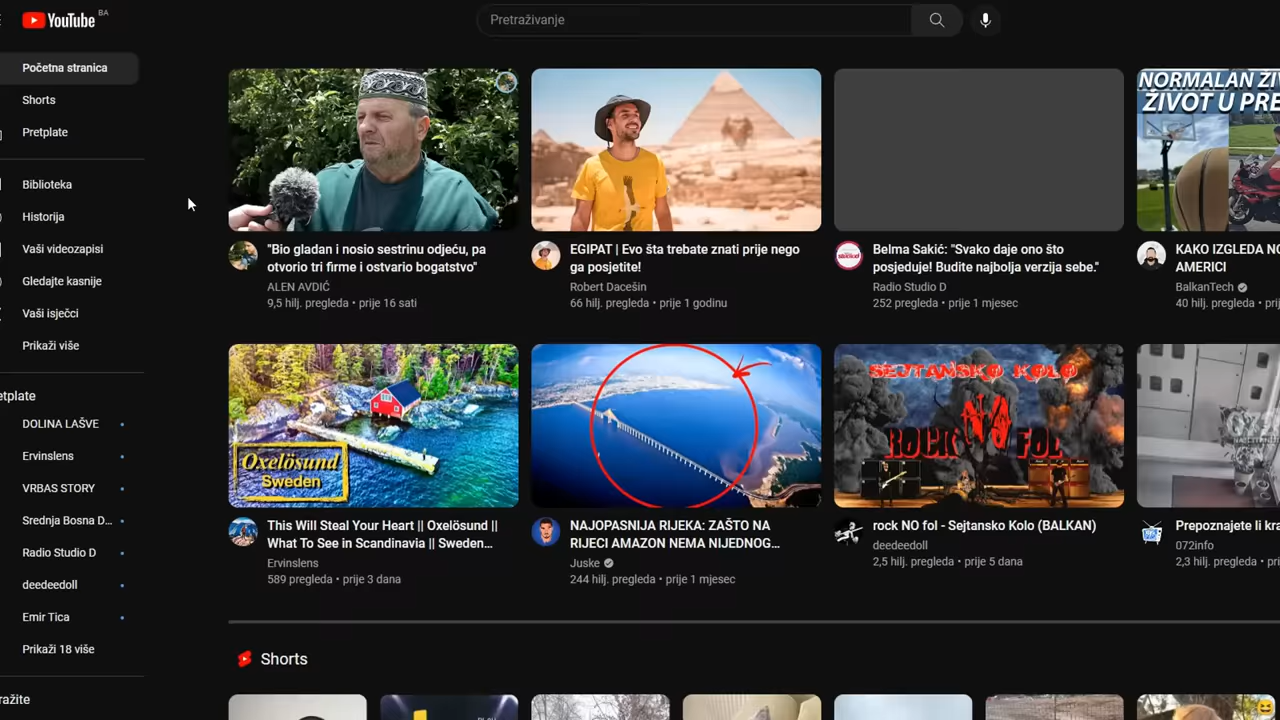 YouTube BA
Pretraživanje
Početna stranica
Shorts
Pretplate
Biblioteka
Historija
Vaši videozapisi
Gledajte kasnije
Vaši isječci
Prikaži više
etplate
DOLINA LAŠVE
Ervinslens
VRBAS STORY
Srednja Bosna D...
Radio Studio D
deedeedoll
Emir Tica
Prikaži 18 više
ražite
"Bio gladan i nosio sestrinu odjeću, pa
otvorio tri firme i ostvario bogatstvo"
ALEN AVDIĆ
9,5 hilj. pregleda • prije 16 sati
EGIPAT | Evo šta trebate znati prije nego
ga posjetite!
Robert Dacešin
66 hilj. pregleda • prije 1 godinu
Belma Sakić: "Svako daje ono što
posjeduje! Budite najbolja verzija sebe."
Radio Studio D
252 pregleda • prije 1 mjesec
NORMALAN ŽI
ŽIVOT U PRE
KAKO IZGLEDA NO
AMERICI
BalkanTech
40 hilj. pregleda • prij
Oxelösund
Sweden
This Will Steal Your Heart || Oxelösund ||
What To See in Scandinavia || Sweden...
Ervinslens
589 pregleda • prije 3 dana
NAJOPASNIJA RIJEKA: ZAŠTO NA
RIJECI AMAZON NEMA NIJEDNOG...
Juske
244 hilj. pregleda • prije 1 mjesec
SEJTANSKO KOLO
ROCK NO FOL
rock NO fol - Sejtansko Kolo (BALKAN)
deedeedoll
2,5 hilj. pregleda • prije 5 dana
Prepoznajete li kra
072info
2,3 hilj. pregleda • pri
Shorts